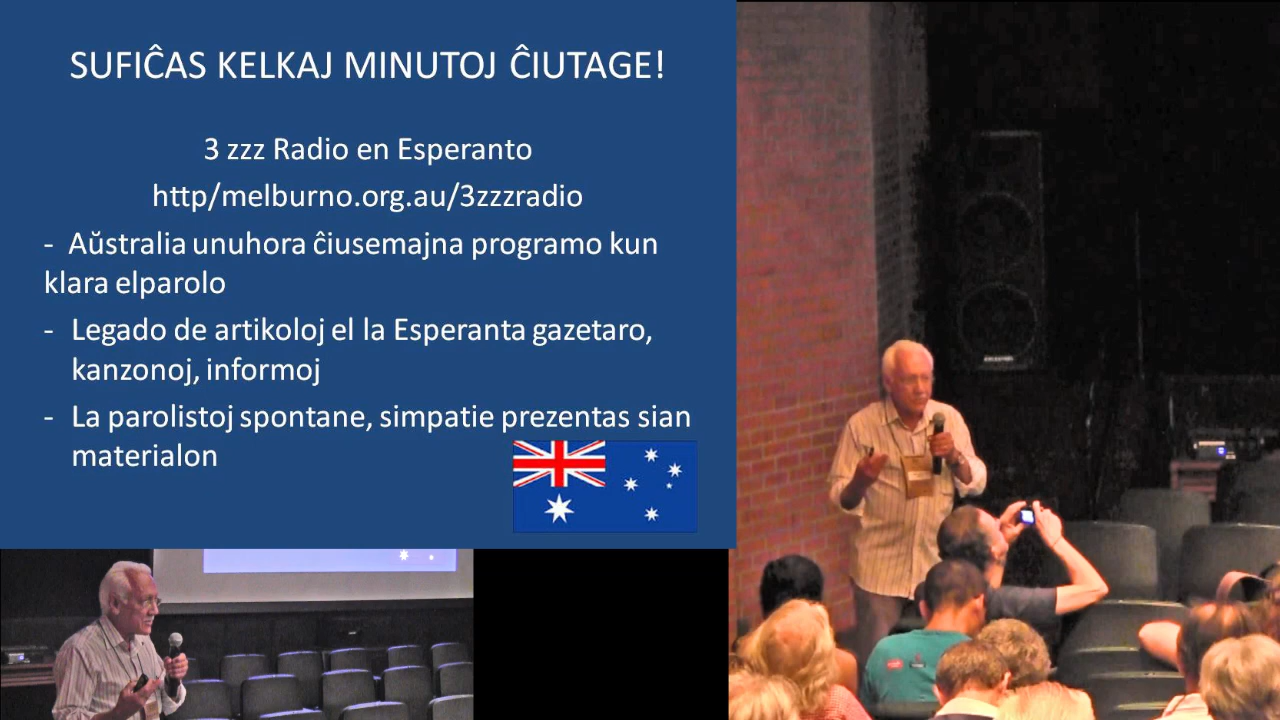 SUFIĈAS KELKAJ MINUTOJ ĈIUTAGE!
3 zzz Radio en Esperanto
http/melburno.org.au/3zzzradio
- Aŭstralia unuhora ĉiusemajna programo kun
klara elparolo
- Legado de artikoloj el la Esperanta gazetaro,
kanzonoj, informoj
- La parolistoj spontane, simpatie prezentas sian
materialon